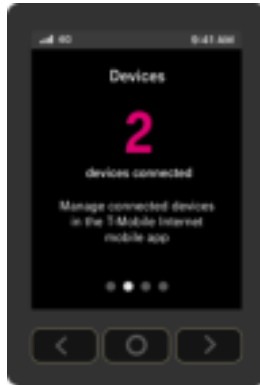 9:41 AM
Devices
2
devices connected
Manage connected devices
in the T-Mobile Internet
mobile app